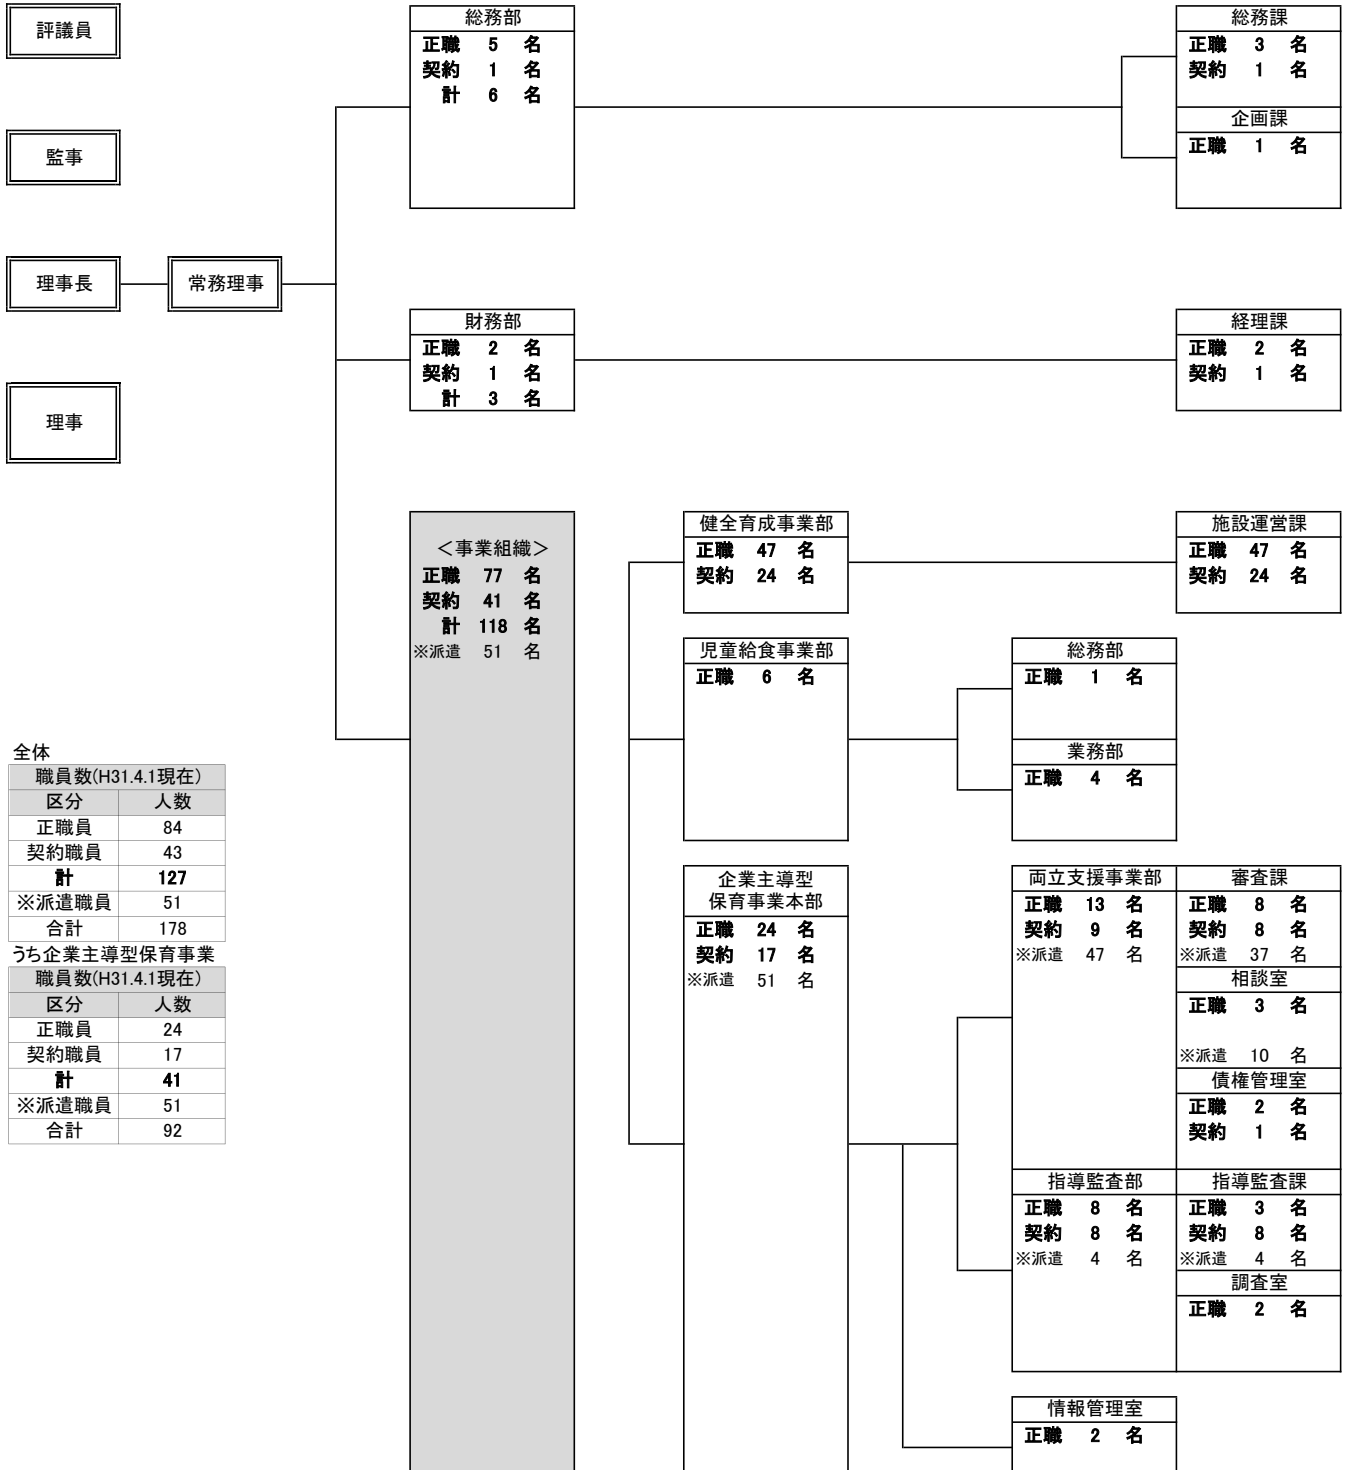 評議員
監事
理事長
常務理事
理事
総務部
正職 5 名
契約 1 名
計 6 名
総務課
正職 3 名
契約 1 名
企画課
正職 1 名
財務部
正職 2 名
契約 1 名
計 3 名
経理課
正職 2 名
契約 1 名
＜事業組織＞
正職 77 名
契約 41 名
計 118 名
※派遣 51 名
健全育成事業部
正職 47 名
契約 24 名
施設運営課
正職 47 名
契約 24 名
児童給食事業部
正職 6 名
総務部
正職 1 名
業務部
正職 4 名
企業主導型
保育事業本部
正職 24 名
契約 17 名
※派遣 51 名
両立支援事業部
正職 13 名
契約 9 名
※派遣 47 名
審査課
正職 8 名
契約 8 名
※派遣 37 名
相談室
正職 3 名
※派遣 10 名
債権管理室
正職 2 名
契約 1 名
指導監査部
正職 8 名
契約 8 名
※派遣 4 名
指導監査課
正職 3 名
契約 8 名
※派遣 4 名
調査室
正職 2 名
情報管理室
正職 2 名
全体
職員数(H31.4.1現在)
区分 人数
正職員 84
契約職員 43
計 127
※派遣職員 51
合計 178
うち企業主導型保育事業
職員数(H31.4.1現在)
区分 人数
正職員 24
契約職員 17
計 41
※派遣職員 51
合計 92